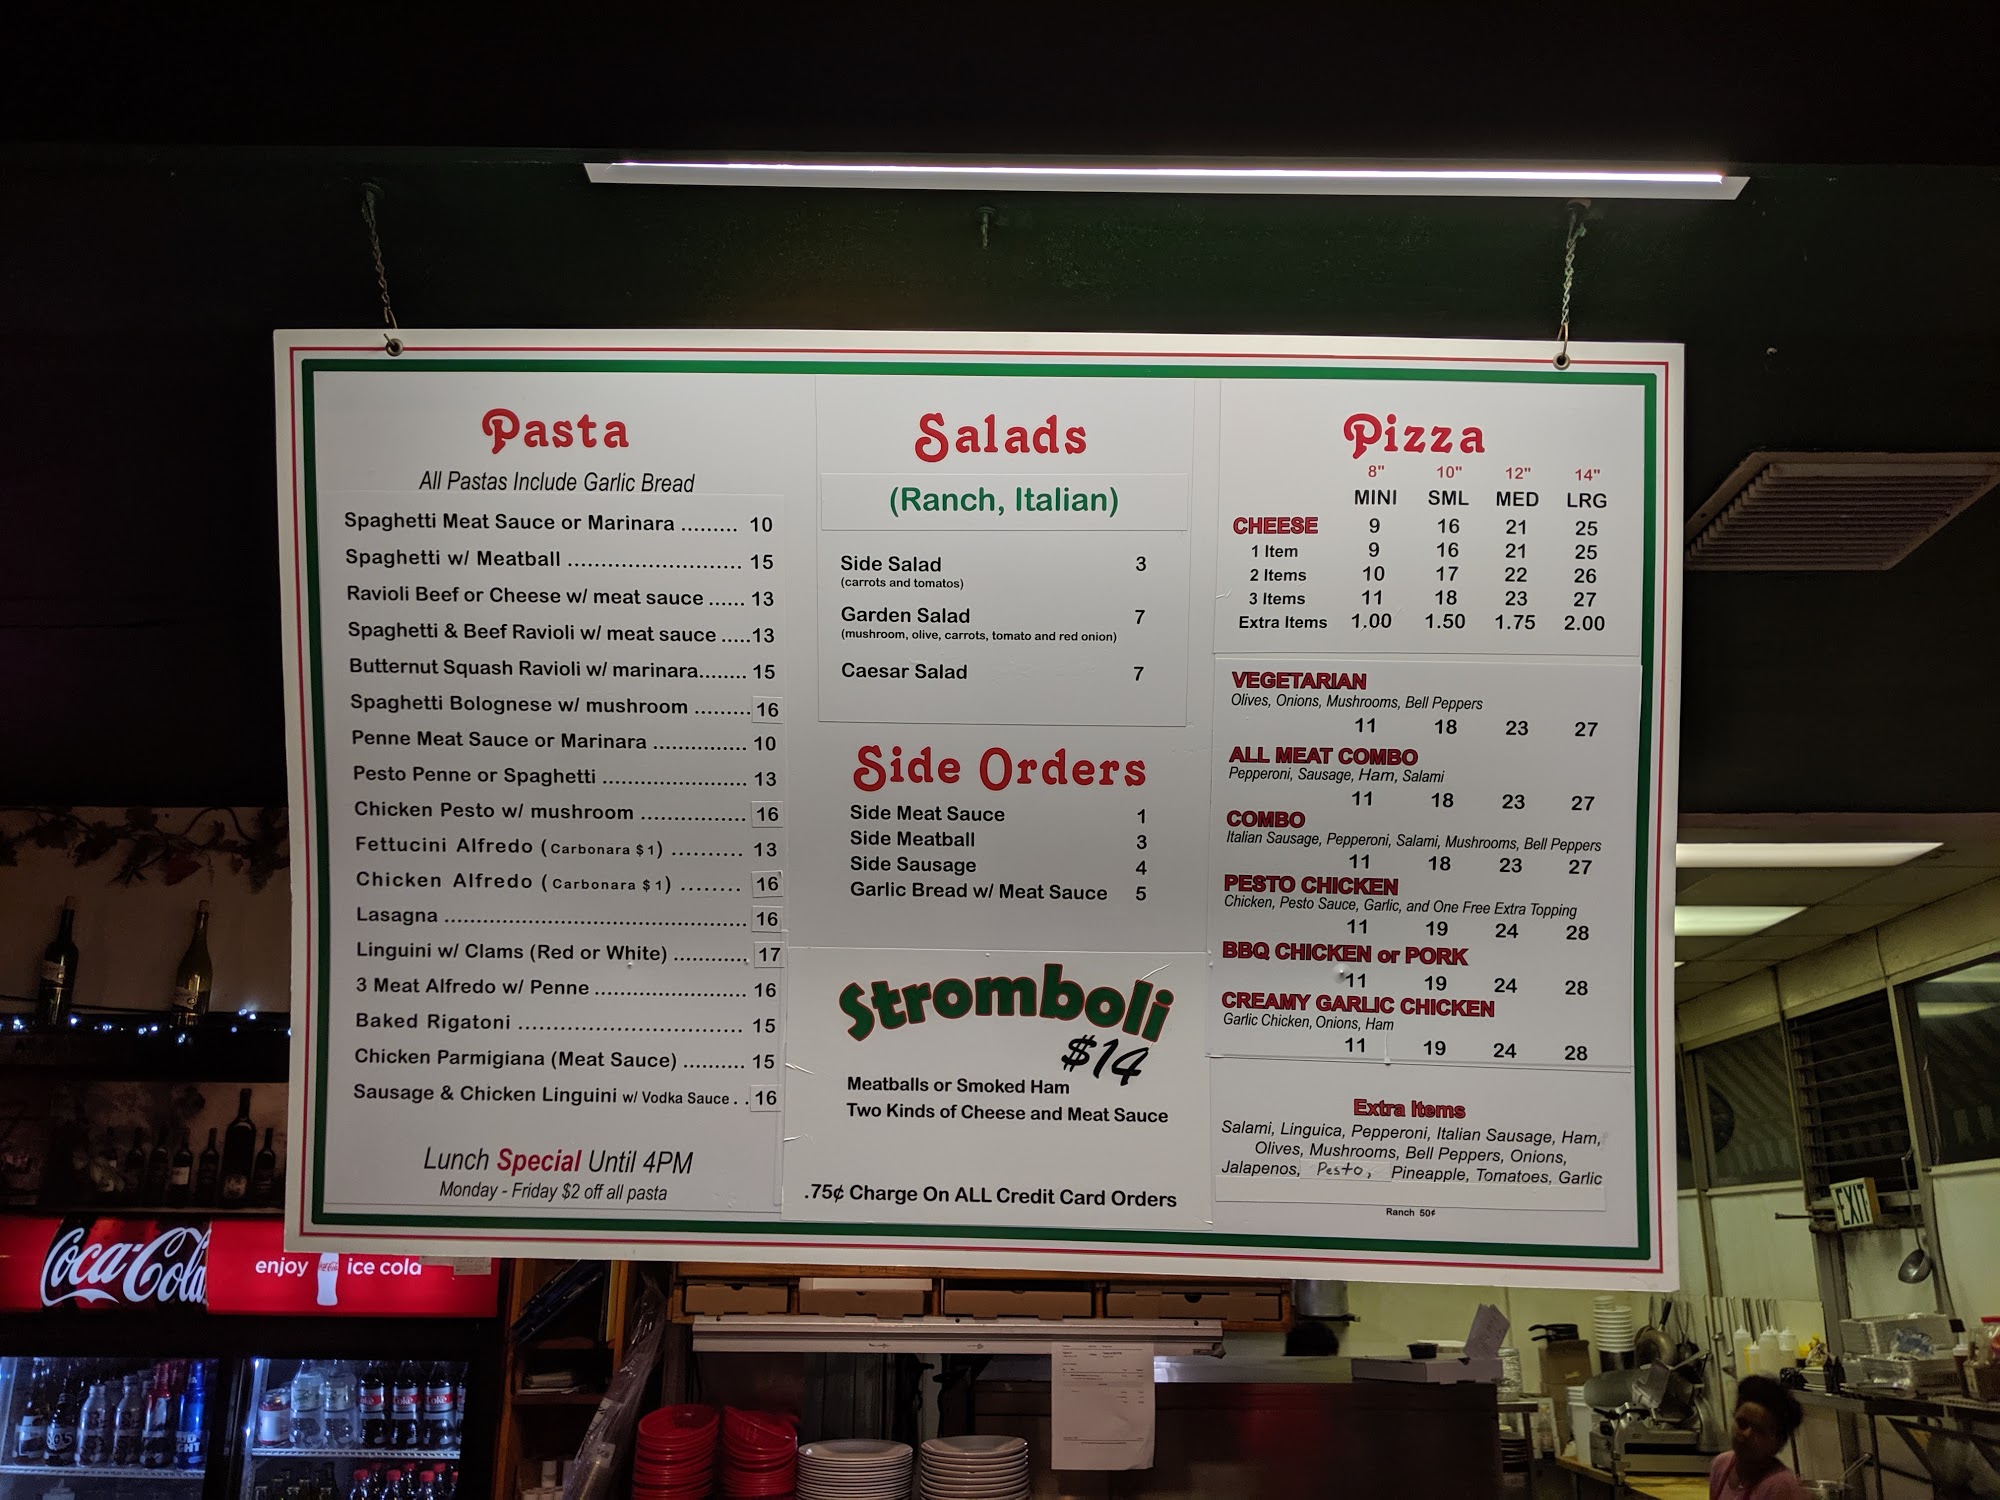 Pasta
All Pastas Include Garlic Bread
Spaghetti Meat Sauce or Marinara ......... 10
Spaghetti w/ Meatball .......................... 15
Ravioli Beef or Cheese w/ meat sauce ...... 13
Spaghetti & Beef Ravioli w/ meat sauce .....13
Butternut Squash Ravioli w/ marinara........ 15
Spaghetti Bolognese w/ mushroom ......... 16
Penne Meat Sauce or Marinara ............... 10
Pesto Penne or Spaghetti ...................... 13
Chicken Pesto w/ mushroom ................ 16
Fettucini Alfredo (Carbonara $1) .......... 13
Chicken Alfredo (Carbonara $1) ........ 16
Lasagna ............................................. 16
Linguini w/ Clams (Red or White) ............ 17
3 Meat Alfredo w/ Penne ....................... 16
Baked Rigatoni .................................. 15
Chicken Parmigiana (Meat Sauce) .......... 15
Sausage & Chicken Linguini w/ Vodka Sauce . . 16
Lunch Special Until 4PM
Monday - Friday $2 off all pasta
Salads
(Ranch, Italian)
Side Salad 3
(carrots and tomatos)
Garden Salad 7
(mushroom, olive, carrots, tomato and red onion)
Caesar Salad 7
Side Orders
Side Meat Sauce 1
Side Meatball 3
Side Sausage 4
Garlic Bread w/ Meat Sauce 5
Stromboli
$14
Meatballs or Smoked Ham
Two Kinds of Cheese and Meat Sauce
.75¢ Charge On ALL Credit Card Orders
Pizza
8" 10" 12" 14"
MINI SML MED LRG
CHEESE 9 16 21 25
1 Item 9 16 21 25
2 Items 10 17 22 26
3 Items 11 18 23 27
Extra Items 1.00 1.50 1.75 2.00
VEGETARIAN
Olives, Onions, Mushrooms, Bell Peppers
11 18 23 27
ALL MEAT COMBO
Pepperoni, Sausage, Ham, Salami
11 18 23 27
COMBO
Italian Sausage, Pepperoni, Salami, Mushrooms, Bell Peppers
11 18 23 27
PESTO CHICKEN
Chicken, Pesto Sauce, Garlic, and One Free Extra Topping
11 19 24 28
BBQ CHICKEN or PORK
11 19 24 28
CREAMY GARLIC CHICKEN
Garlic Chicken, Onions, Ham
11 19 24 28
Extra Items
Salami, Linguica, Pepperoni, Italian Sausage, Ham,
Olives, Mushrooms, Bell Peppers, Onions,
Jalapenos, Pesto, Pineapple, Tomatoes, Garlic
Ranch 50¢
Coca-Cola
enjoy ice cold
EXIT